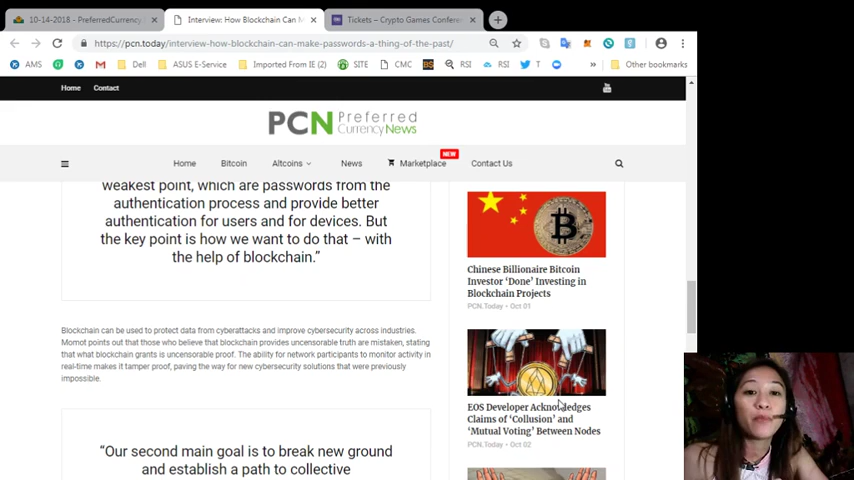 10-14-2018 - PreferredCurrency
Interview: How Blockchain Can M
Tickets – Crypto Games Confere
https://pcn.today/interview-how-blockchain-can-make-passwords-a-thing-of-the-past/
AMS
Dell
ASUS E-Service
Imported From IE (2)
SITE
CMC
BS
RSI
RSI
T
»
Other bookmarks
Home
Contact
PCN Preferred
CurrencyNews
Home
Bitcoin
Altcoins
News
Marketplace
NEW
Contact Us
weakest point, which are passwords from the
authentication process and provide better
authentication for users and for devices. But
the key point is how we want to do that – with
the help of blockchain.”
Blockchain can be used to protect data from cyberattacks and improve cybersecurity across industries.
Momot points out that those who believe that blockchain provides uncensorable truth are mistaken, stating
that what blockchain grants is uncensorable proof. The ability for network participants to monitor activity in
real-time makes it tamper proof, paving the way for new cybersecurity solutions that were previously
impossible.
“Our second main goal is to break new ground
and establish a path to collective
Chinese Billionaire Bitcoin
Investor ‘Done’ Investing in
Blockchain Projects
PCN.Today - Oct 01
EOS Developer Acknowledges
Claims of ‘Collusion’ and
‘Mutual Voting’ Between Nodes
PCN.Today - Oct 02